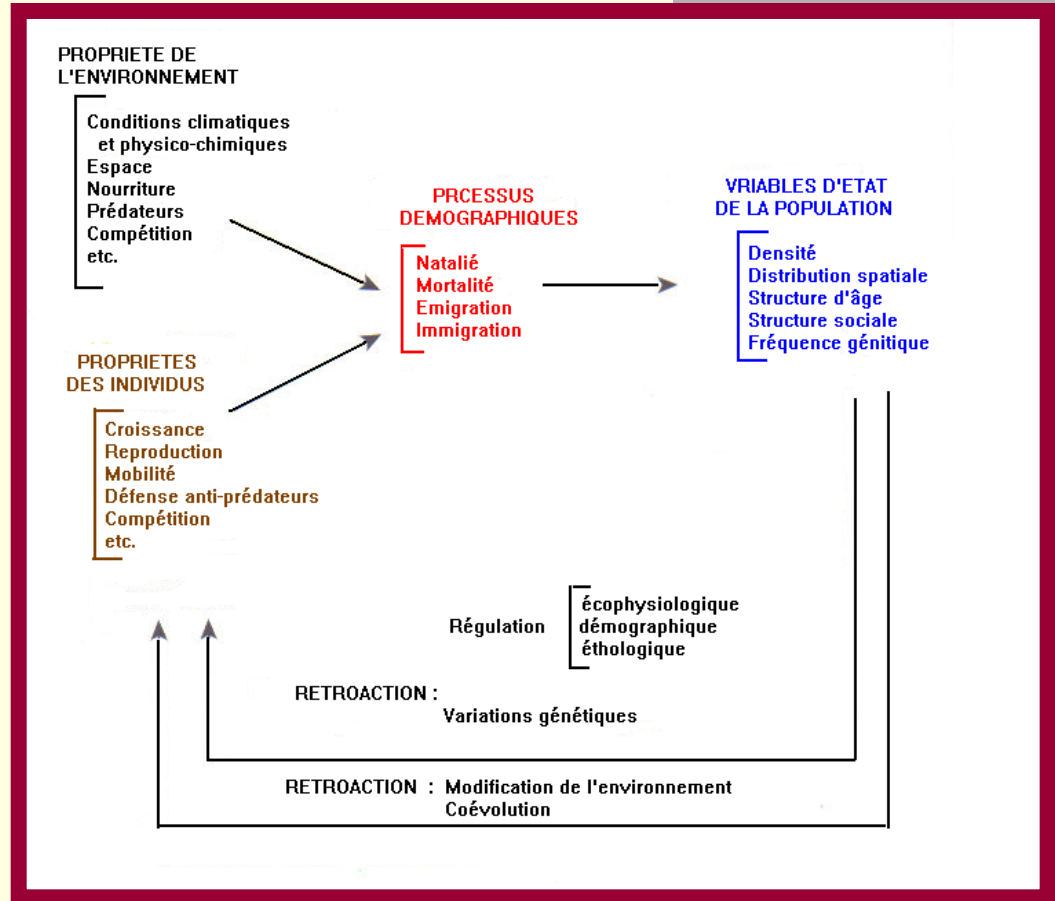 PROPRIETE DE
L'ENVIRONNEMENT
Conditions climatiques
et physico-chimiques
Espace
Nourriture
Prédateurs
Compétition
etc.
PROPRIETES
DES INDIVIDUS
Croissance
Reproduction
Mobilité
Défense anti-prédateurs
Compétition
etc.
PRCESSUS
DEMOGRAPHIQUES
Natalié
Mortalité
Emigration
Immigration
VRIABLES D'ETAT
DE LA POPULATION
Densité
Distribution spatiale
Structure d'âge
Structure sociale
Fréquence génitique
écophysiologique
Régulation démographique
éthologique
RETROACTION :
Variations génétiques
RETROACTION : Modification de l'environnement
Coévolution